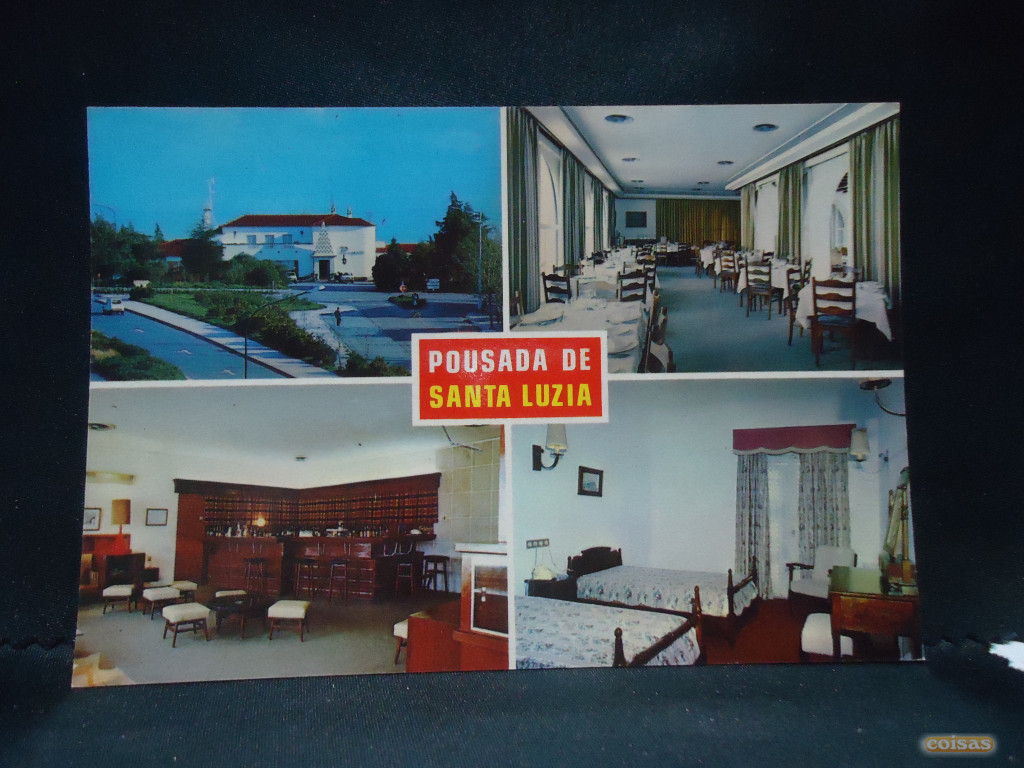 POUSADA DE
SANTA LUZIA
coisas